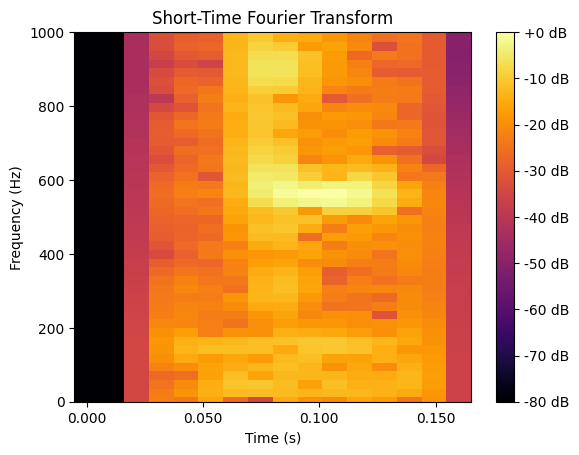 Short-Time Fourier Transform
1000
800
600
400
200
0
Frequency (Hz)
0.000
0.050
0.100
0.150
Time (s)
+0 dB
-10 dB
-20 dB
-30 dB
-40 dB
-50 dB
-60 dB
-70 dB
-80 dB